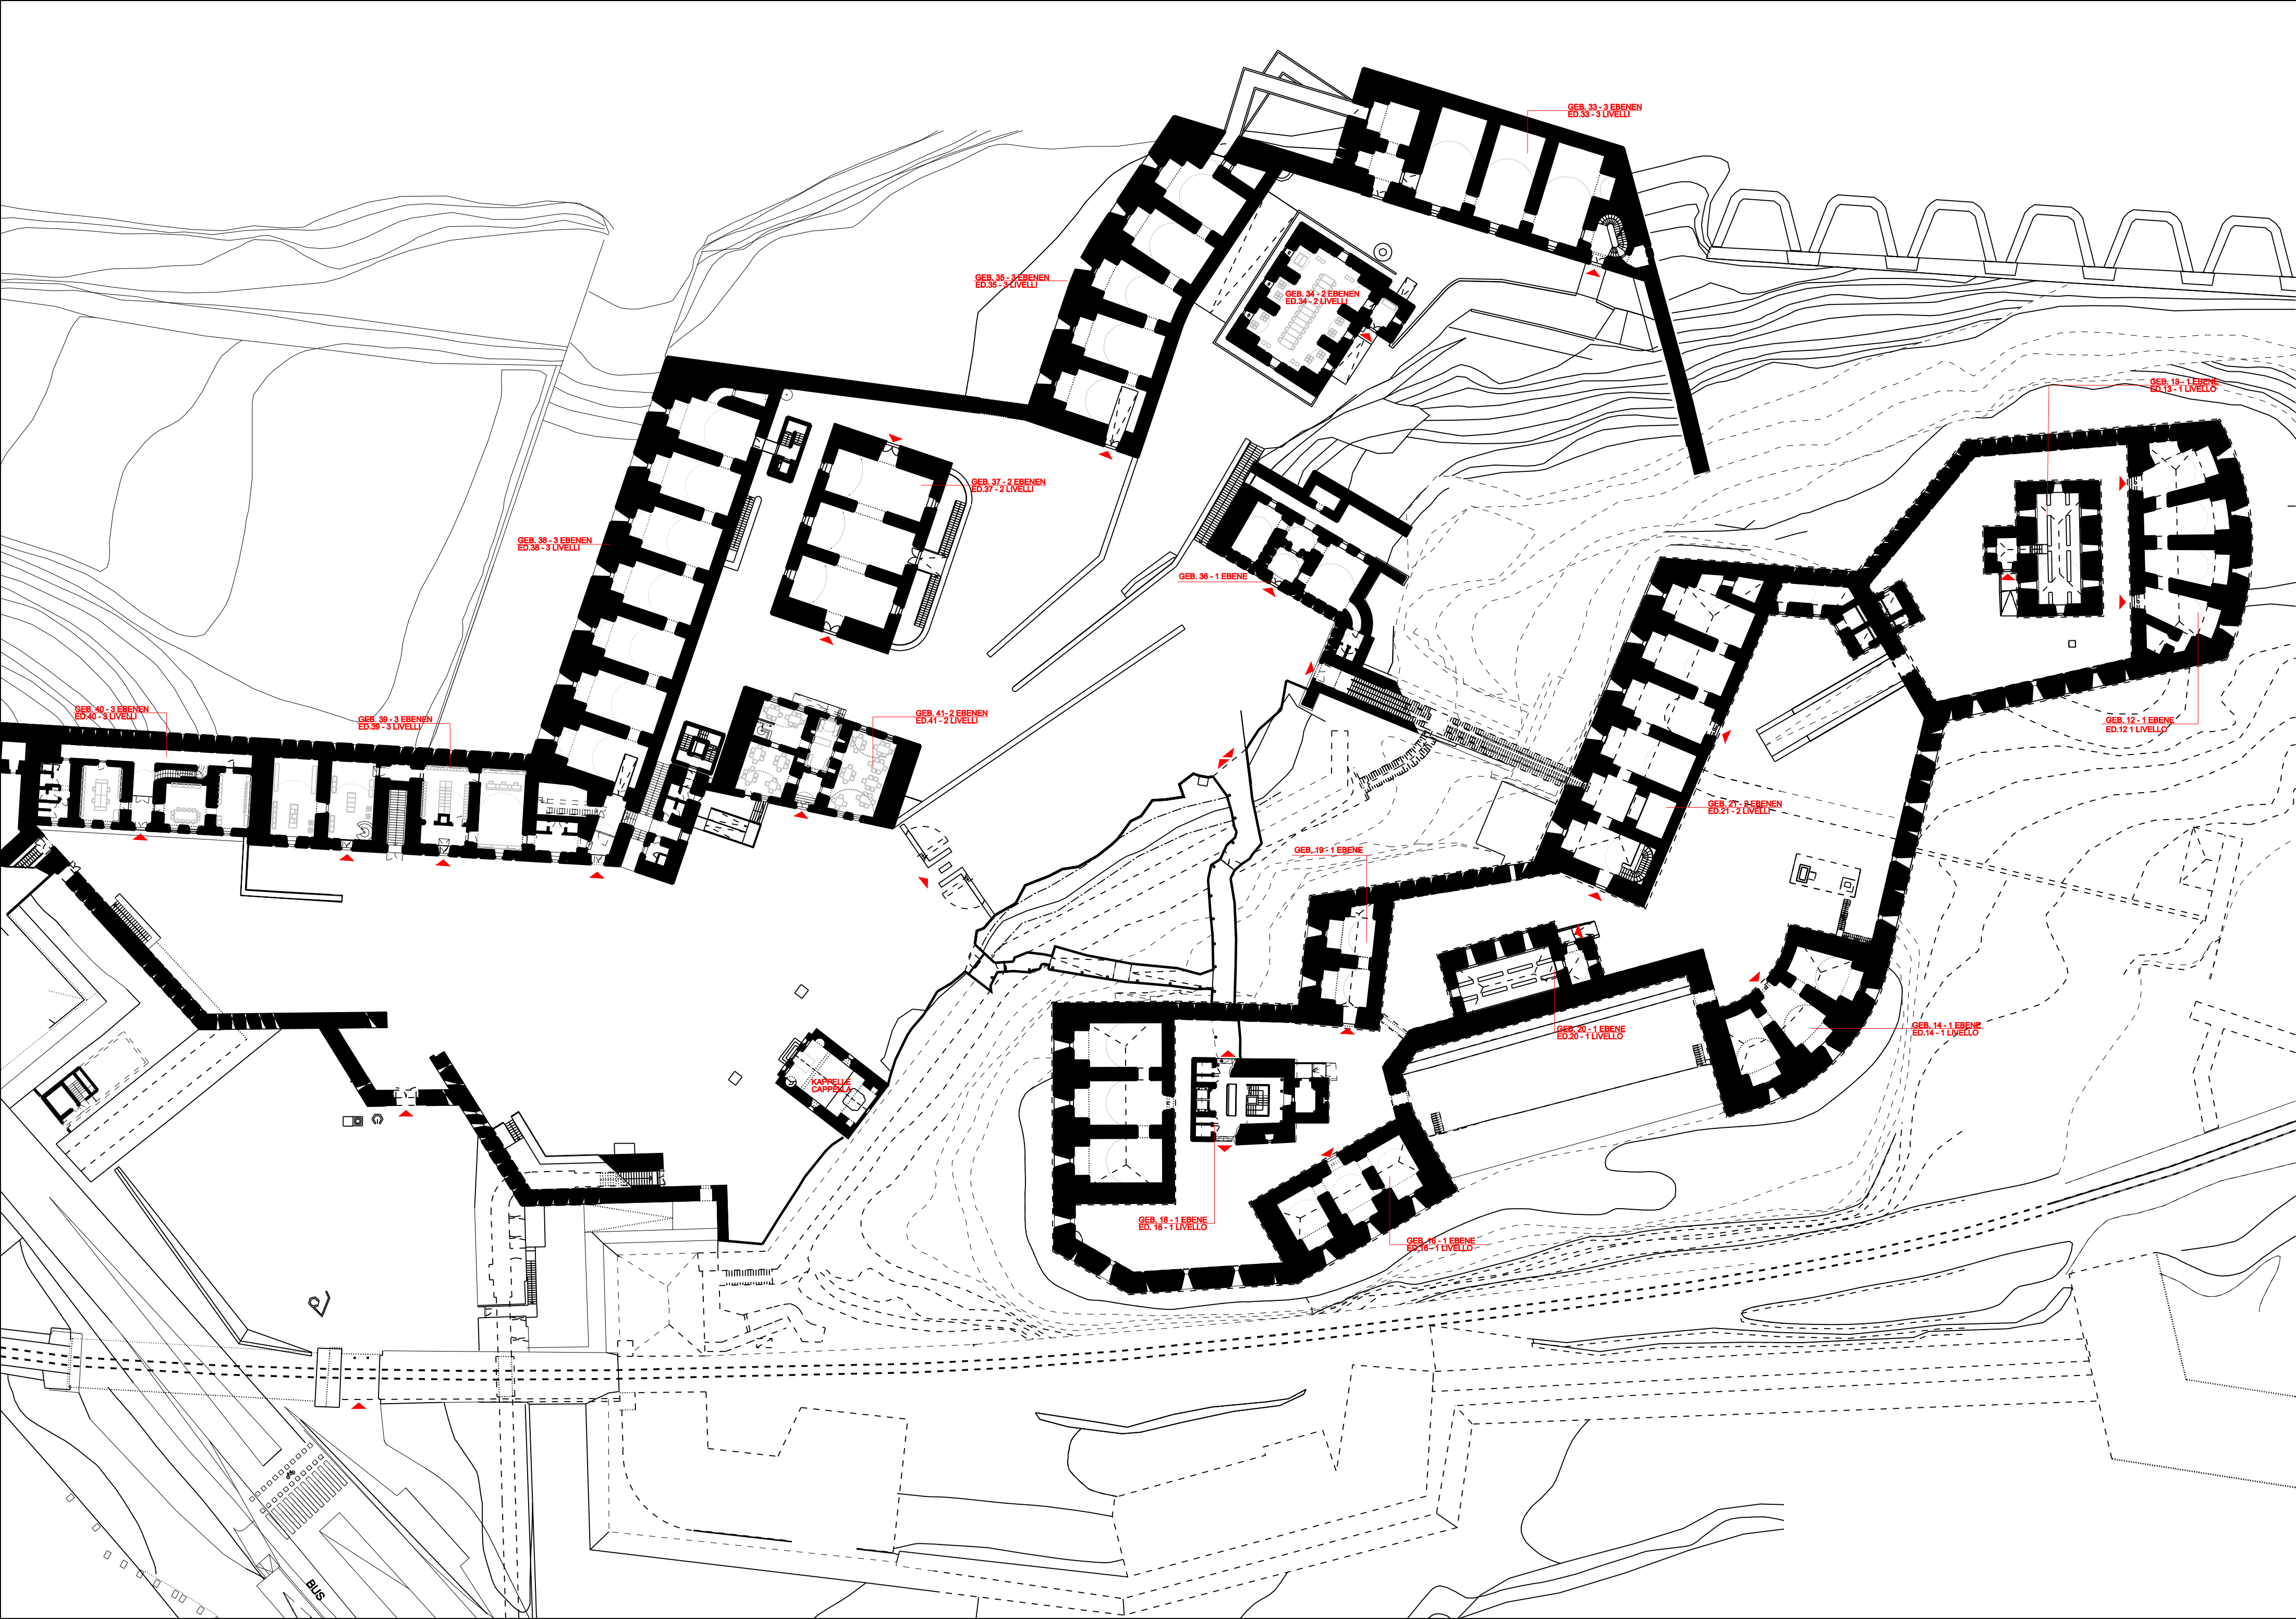 GEB. 33 - 3 EBENEN
ED.33 - 3 LIVELLI
GEB. 35 - 3 EBENEN
ED.35 - 3 LIVELLI
GEB. 34 - 2 EBENEN
ED.34 - 2 LIVELLI
GEB. 13 - 1 EBENE
ED.13 - 1 LIVELLO
GEB. 37 - 2 EBENEN
ED.37 - 2 LIVELLI
GEB. 38 - 3 EBENEN
ED.38 - 3 LIVELLI
GEB. 36 - 1 EBENE
GEB. 40 - 3 EBENEN
ED.40 - 3 LIVELLI
GEB. 39 - 3 EBENEN
ED.39 - 3 LIVELLI
GEB. 41- 2 EBENEN
ED.41 - 2 LIVELLI
GEB. 12 - 1 EBENE
ED.12 1 LIVELLO
GEB. 21 - 2 EBENEN
ED.21 - 2 LIVELLI
GEB. 19 - 1 EBENE
GEB. 20 - 1 EBENE
ED.20 - 1 LIVELLO
GEB. 14 - 1 EBENE
ED.14 - 1 LIVELLO
KAPPELLE
CAPPELLA
GEB. 18 - 1 EBENE
ED. 18 - 1 LIVELLO
GEB. 16 - 1 EBENE
ED.16 - 1 LIVELLO
BUS